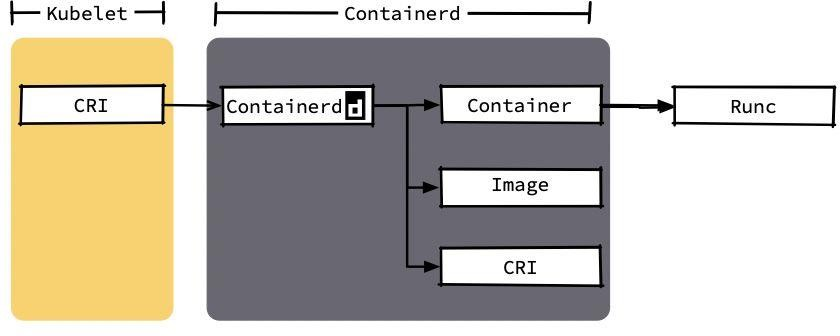 Kubelet
Containerd
CRI
Containerd
Container
Runc
Image
CRI